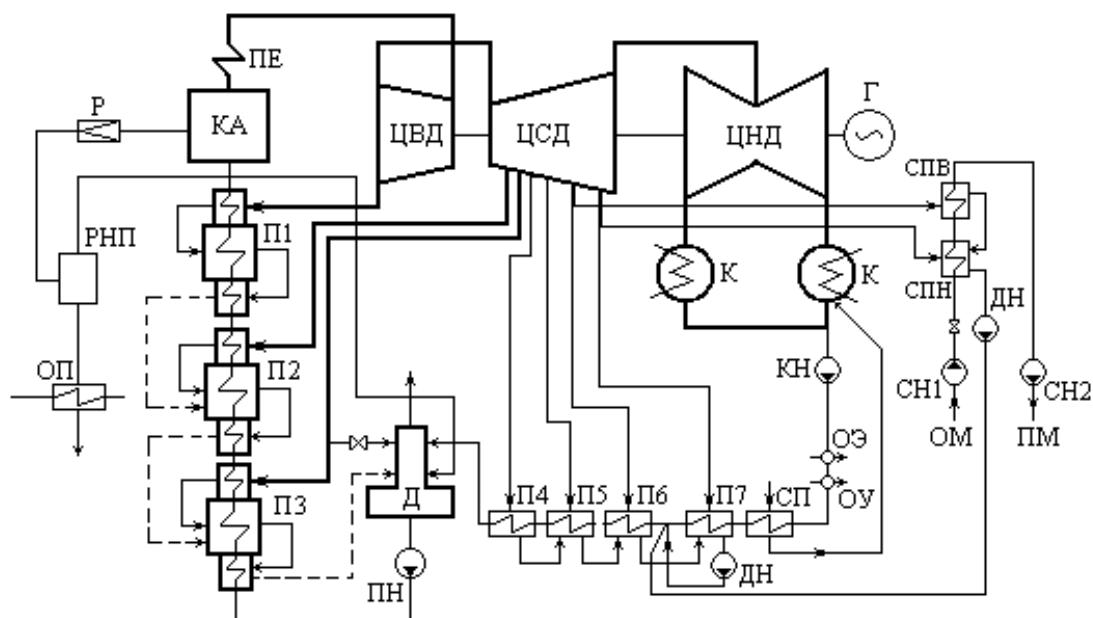 ПЕ
Р
КА
ЦВД
ЦСД
ЦНД
Г
СПВ
П1
РНП
К
К
СПН
ДН
ОП
П2
КН
СН1
СН2
ОМ
ПМ
ОЭ
ОУ
Д
П4
П5
П6
П7
СП
П3
ПН
ДН